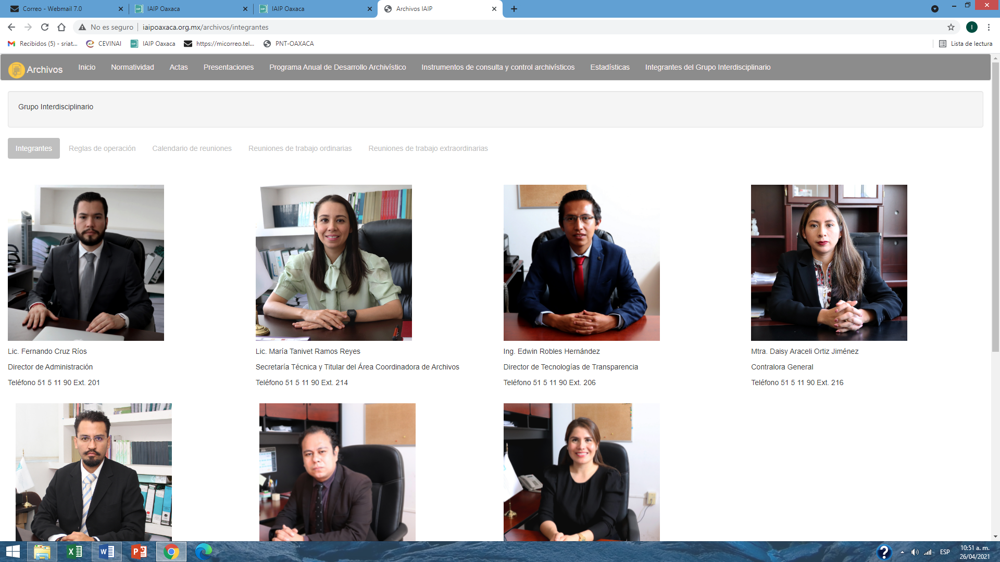 Correo - Webmail 7.0
IAIP Oaxaca
IAIP Oaxaca
Archivos IAIP
No es seguro
iaipoaxaca.org.mx/archivos/integrantes
Recibidos (5) - sriat...
CEVINAI
IAIP Oaxaca
https://micorreo.tel...
PNT-OAXACA
Lista de lectura
Archivos
Inicio
Normatividad
Actas
Presentaciones
Programa Anual de Desarrollo Archivístico
Instrumentos de consulta y control archivísticos
Estadísticas
Integrantes del Grupo Interdisciplinario
Grupo Interdisciplinario
Integrantes
Reglas de operación
Calendario de reuniones
Reuniones de trabajo ordinarias
Reuniones de trabajo extraordinarias
Lic. Fernando Cruz Ríos
Director de Administración
Teléfono 51 5 11 90 Ext. 201
Lic. María Tanivet Ramos Reyes
Secretaría Técnica y Titular del Área Coordinadora de Archivos
Teléfono 51 5 11 90 Ext. 214
Ing. Edwin Robles Hernández
Director de Tecnologías de Transparencia
Teléfono 51 5 11 90 Ext. 206
Mtra. Daisy Araceli Ortiz Jiménez
Contralora General
Teléfono 51 5 11 90 Ext. 216
ESP
10:51 a. m.
26/04/2021